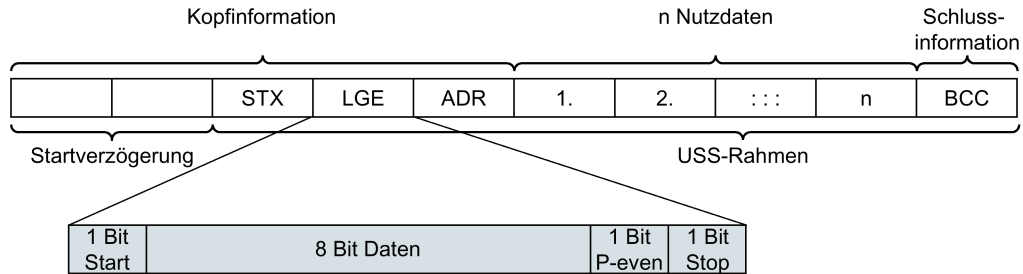 Kopfinformation
n Nutzdaten
Schluss-
information
STX LGE ADR 1. 2. : : : n BCC
Startverzögerung
USS-Rahmen
1 Bit
Start
8 Bit Daten
1 Bit
P-even
1 Bit
Stop